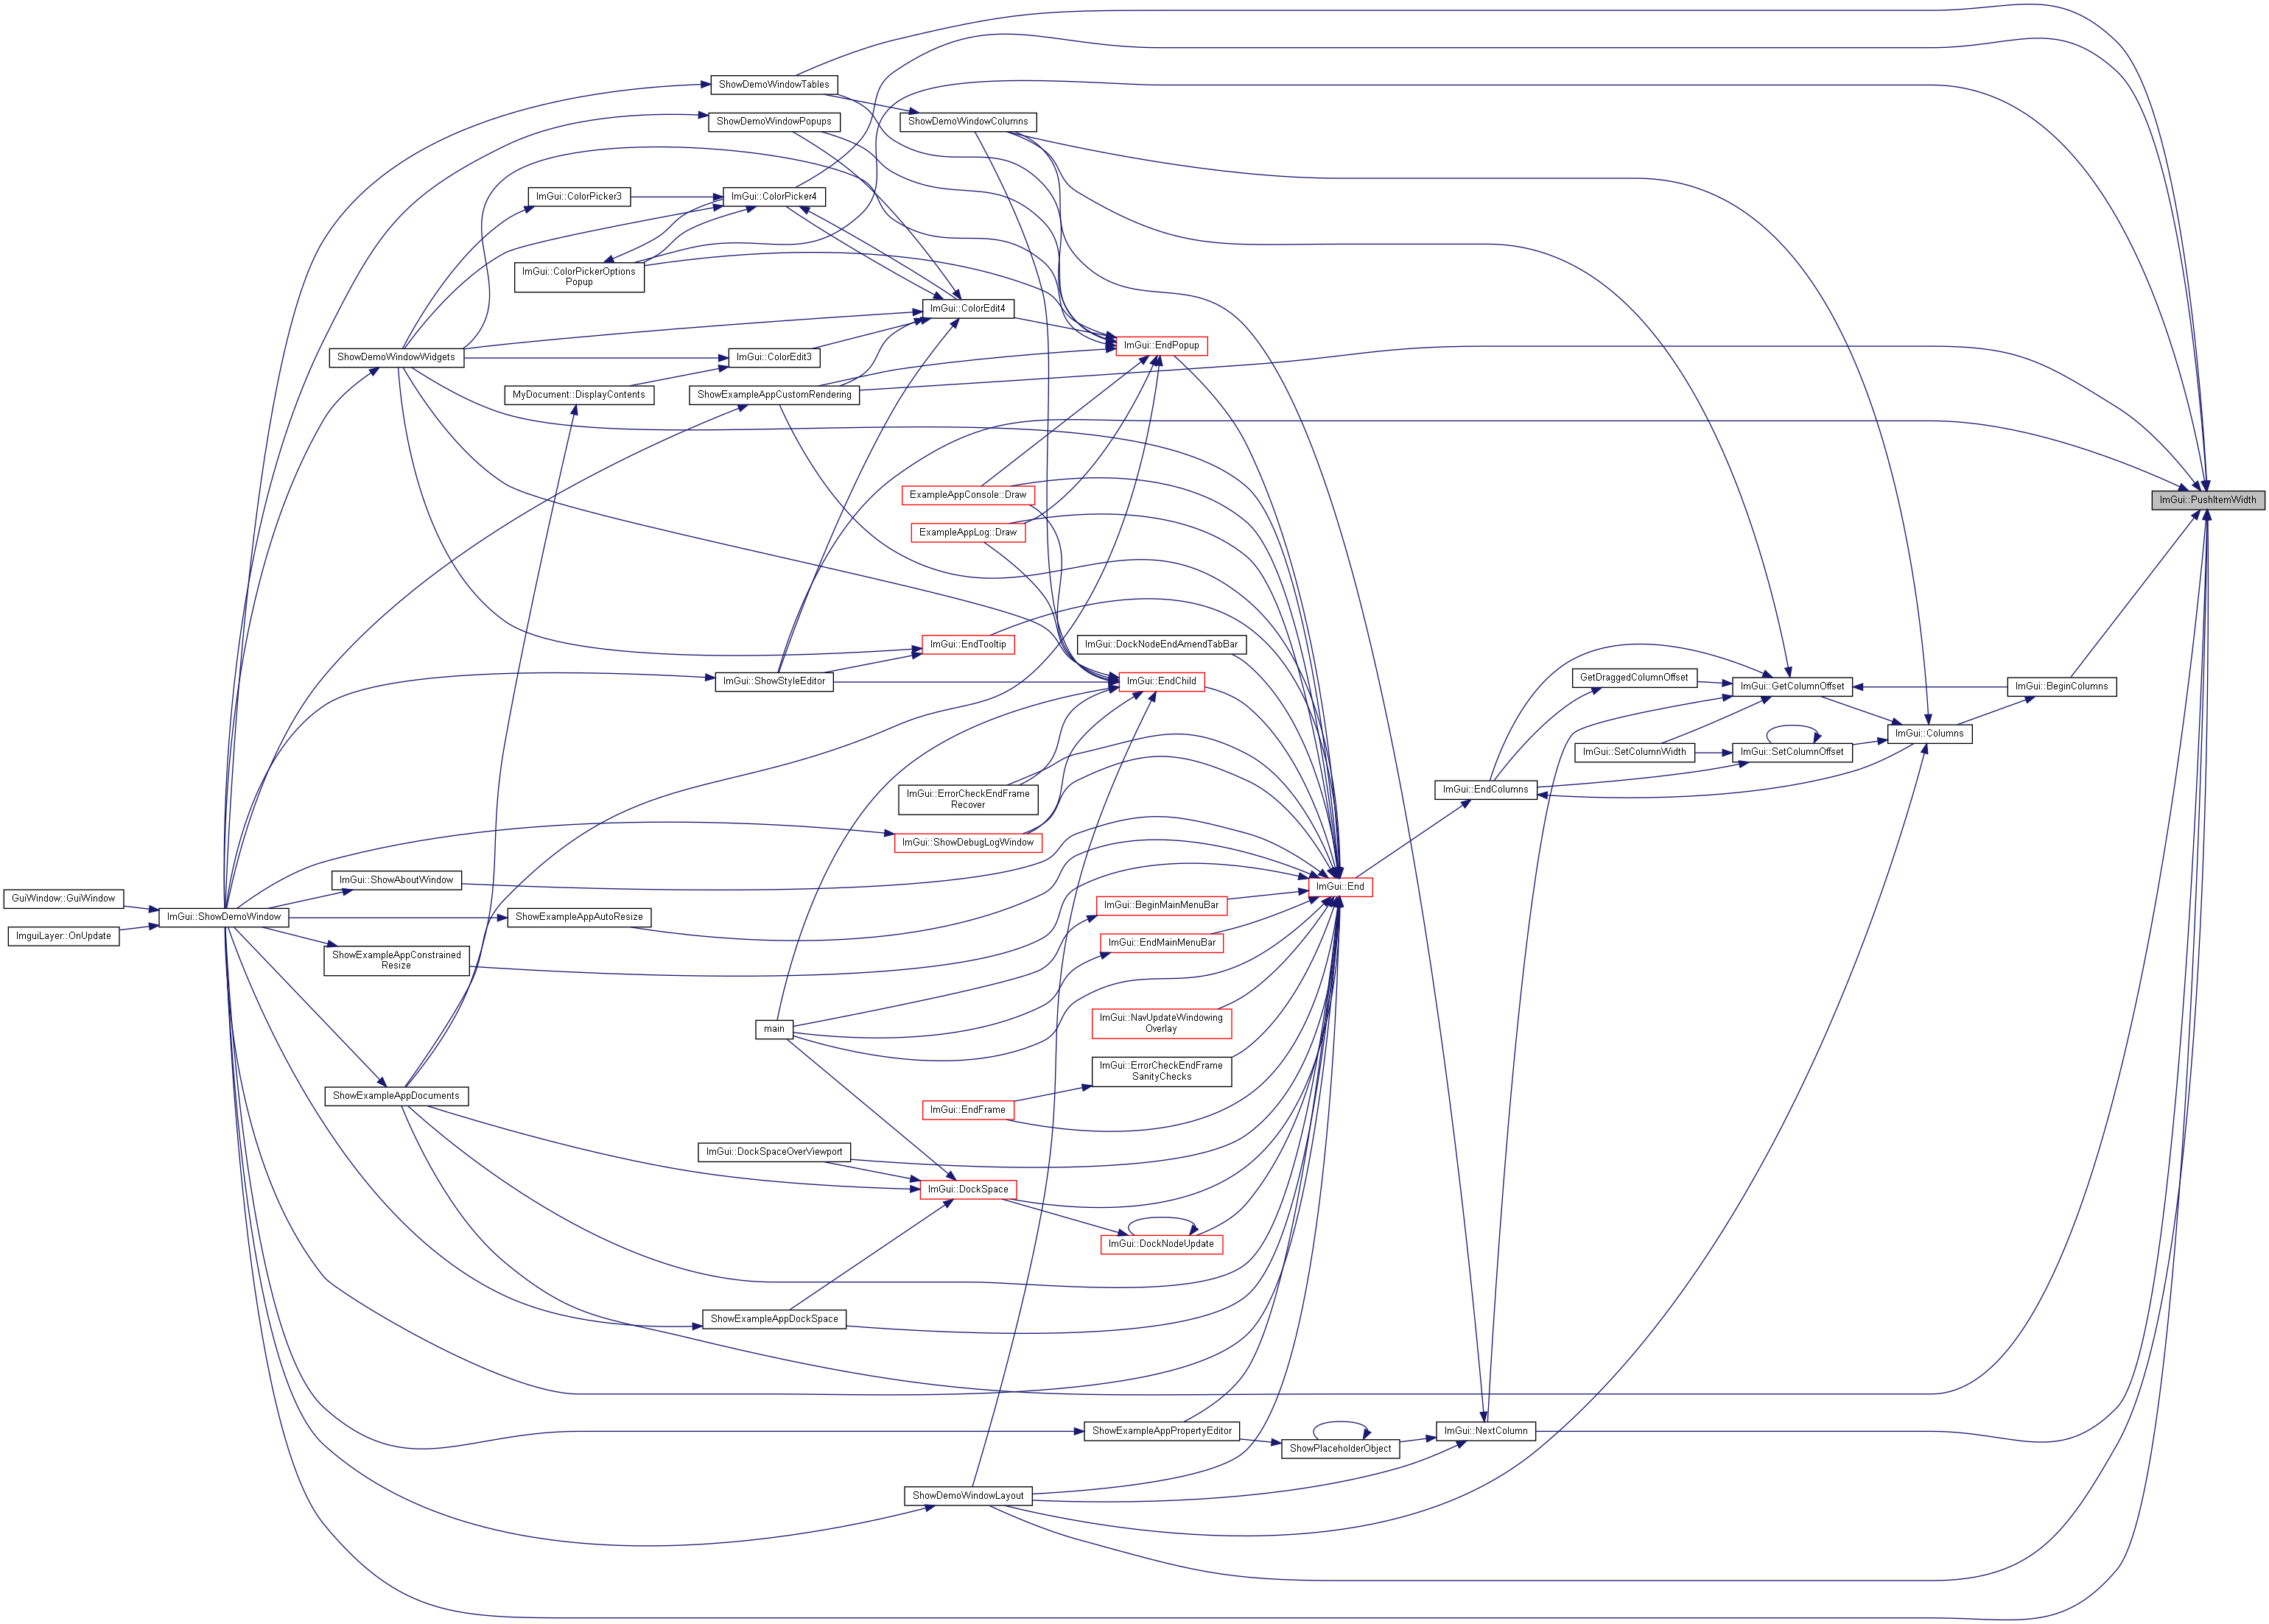 ShowDemoWindowTables
ShowDemoWindowPopups
ShowDemoWindowColumns
ImGui::ColorPicker3
ImGui::ColorPicker4
ImGui::ColorPickerOptions
Popup
ImGui::ColorEdit4
ImGui::EndPopup
ShowDemoWindowWidgets
ImGui::ColorEdit3
MyDocument::DisplayContents
ShowExampleAppCustomRendering
ExampleAppConsole::Draw
ImGui::PushItemWidth
ExampleAppLog::Draw
ImGui::EndTooltip
ImGui::DockNodeEndAmendTabBar
ImGui::ShowStyleEditor
ImGui::EndChild
GetDraggedColumnOffset
ImGui::GetColumnOffset
ImGui::BeginColumns
ImGui::Columns
ImGui::SetColumnWidth
ImGui::SetColumnOffset
ImGui::EndColumns
ImGui::ErrorCheckEndFrame
Recover
ImGui::ShowDebugLogWindow
ImGui::ShowAboutWindow
ImGui::End
GuiWindow::GuiWindow
ImGui::BeginMainMenuBar
ImGui::ShowDemoWindow
ShowExampleAppAutoResize
ImguiLayer::OnUpdate
ImGui::EndMainMenuBar
ShowExampleAppConstrained
Resize
ImGui::NavUpdateWindowing
Overlay
main
ImGui::ErrorCheckEndFrame
SanityChecks
ShowExampleAppDocuments
ImGui::EndFrame
ImGui::DockSpaceOverViewport
ImGui::DockSpace
ImGui::DockNodeUpdate
ShowExampleAppDockSpace
ShowExampleAppPropertyEditor
ImGui::NextColumn
ShowPlaceholderObject
ShowDemoWindowLayout